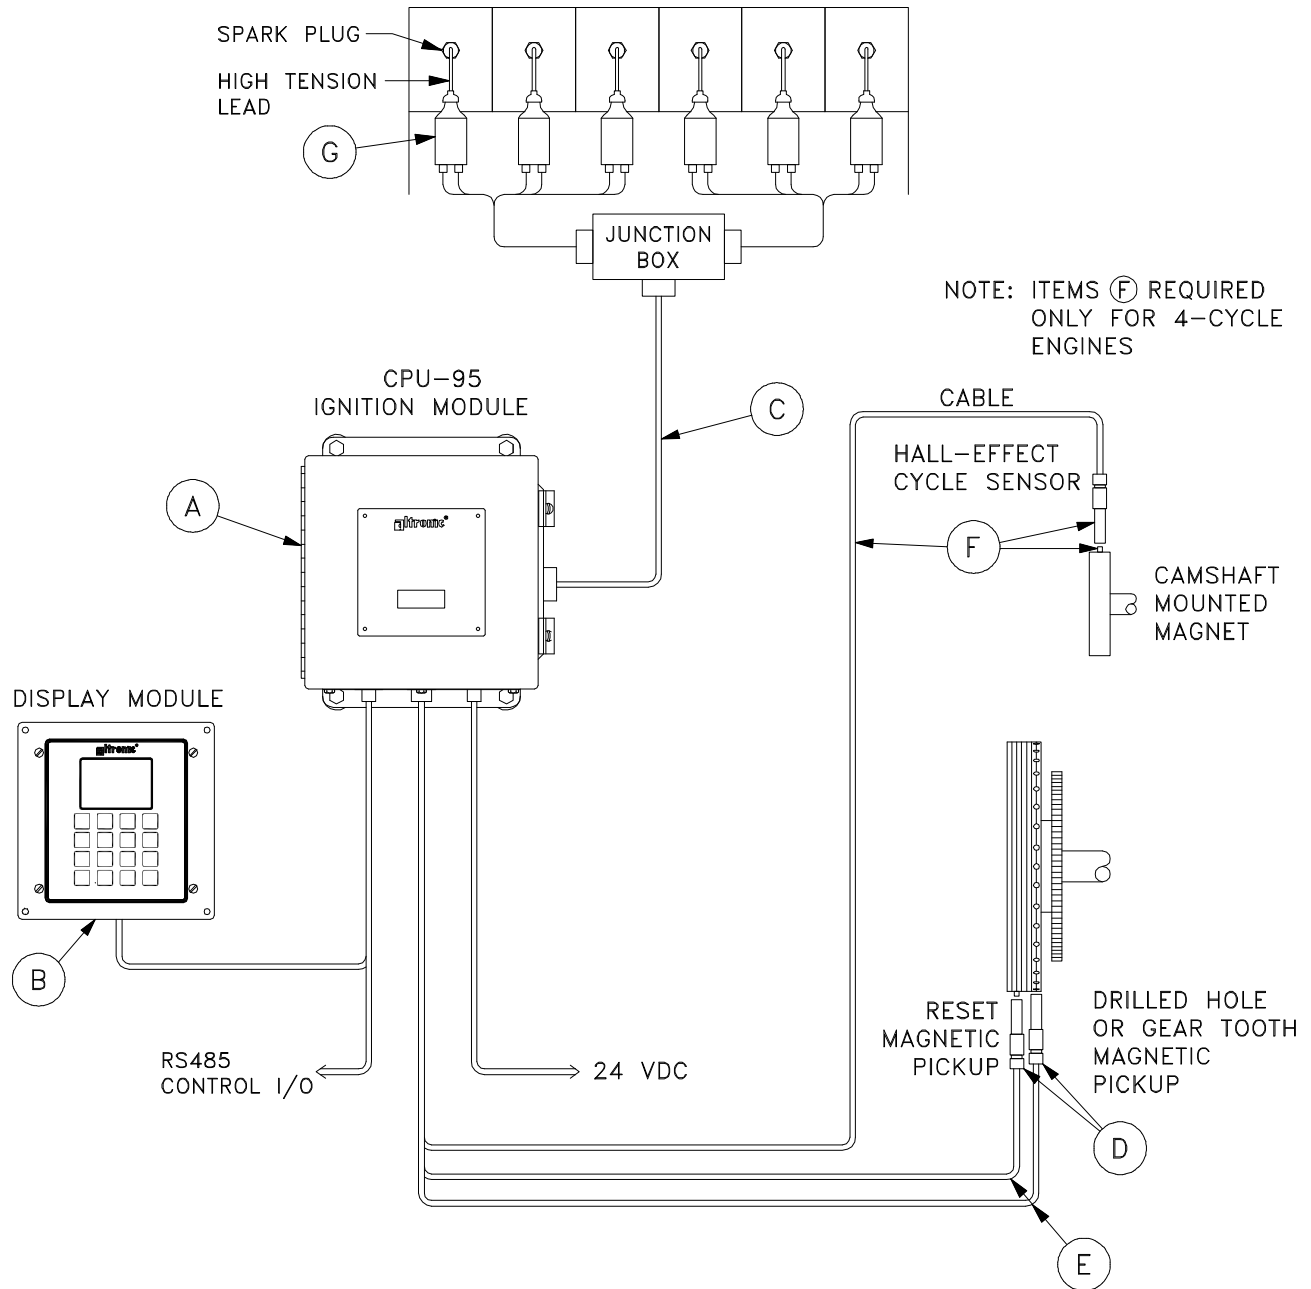 SPARK PLUG
HIGH TENSION
LEAD
G
JUNCTION
BOX
NOTE: ITEMS F REQUIRED
ONLY FOR 4-CYCLE
ENGINES
CPU-95
IGNITION MODULE
C
CABLE
HALL-EFFECT
CYCLE SENSOR
A
altronic®
F
CAMSHAFT
MOUNTED
MAGNET
DISPLAY MODULE
altronic®
B
RESET
MAGNETIC
PICKUP
DRILLED HOLE
OR GEAR TOOTH
MAGNETIC
PICKUP
RS485
CONTROL I/O
24 VDC
D
E